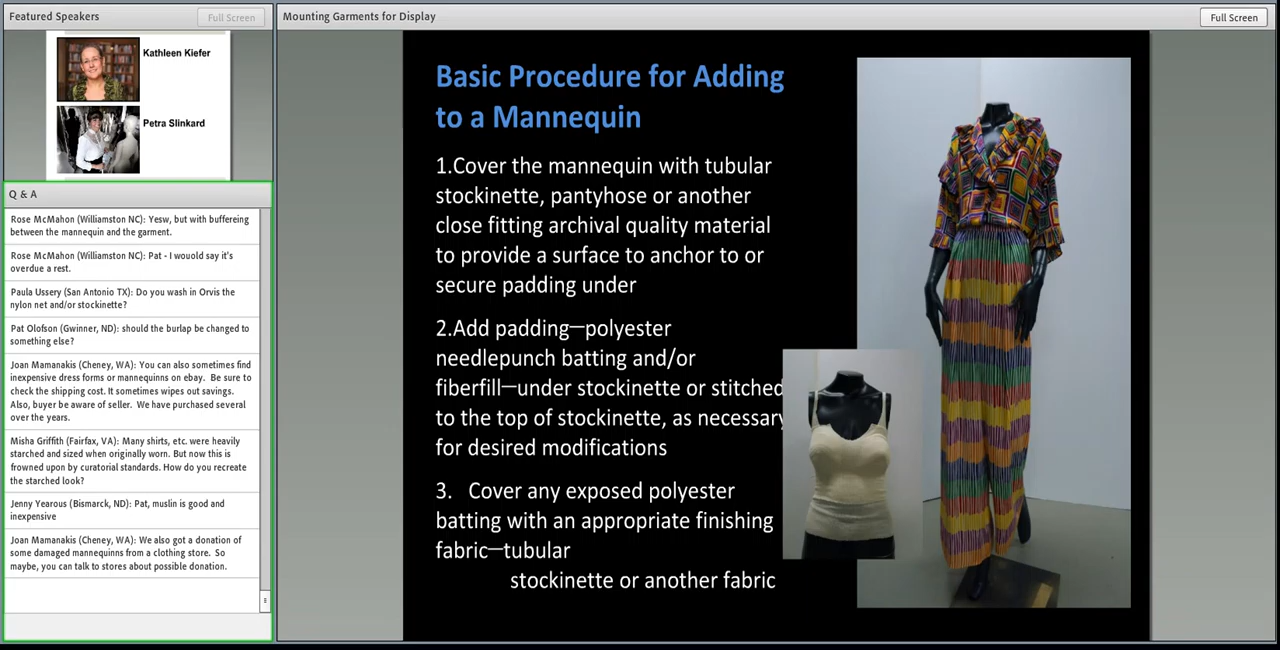 Featured Speakers
Full Screen
Kathleen Kiefer
Petra Slinkard
Q & A
Rose McMahon (Williamston NC): Yesw, but with buffereing
between the mannequin and the garment.
Rose McMahon (Williamston NC): Pat - I wouold say it's
overdue a rest.
Paula Ussery (San Antonio TX): Do you wash in Orvis the
nylon net and/or stockinette?
Pat Olofson (Gwinner, ND): should the burlap be changed to
something else?
Joan Mamanakis (Cheney, WA): You can also sometimes find
inexpensive dress forms or mannequinns on ebay. Be sure to
check the shipping cost. It sometimes wipes out savings.
Also, buyer be aware of seller. We have purchased several
over the years.
Misha Griffith (Fairfax, VA): Many shirts, etc. were heavily
starched and sized when originally worn. But now this is
frowned upon by curatorial standards. How do you recreate
the starched look?
Jenny Yearous (Bismarck, ND): Pat, muslin is good and
inexpensive
Joan Mamanakis (Cheney, WA): We also got a donation of
some damaged mannequinns from a clothing store. So
maybe, you can talk to stores about possible donation.
Mounting Garments for Display
Full Screen
Basic Procedure for Adding
to a Mannequin
1.Cover the mannequin with tubular
stockinette, pantyhose or another
close fitting archival quality material
to provide a surface to anchor to or
secure padding under
2.Add padding—polyester
needlepunch batting and/or
fiberfill—under stockinette or stitched
to the top of stockinette, as necessary
for desired modifications
3. Cover any exposed polyester
batting with an appropriate finishing
fabric—tubular
stockinette or another fabric